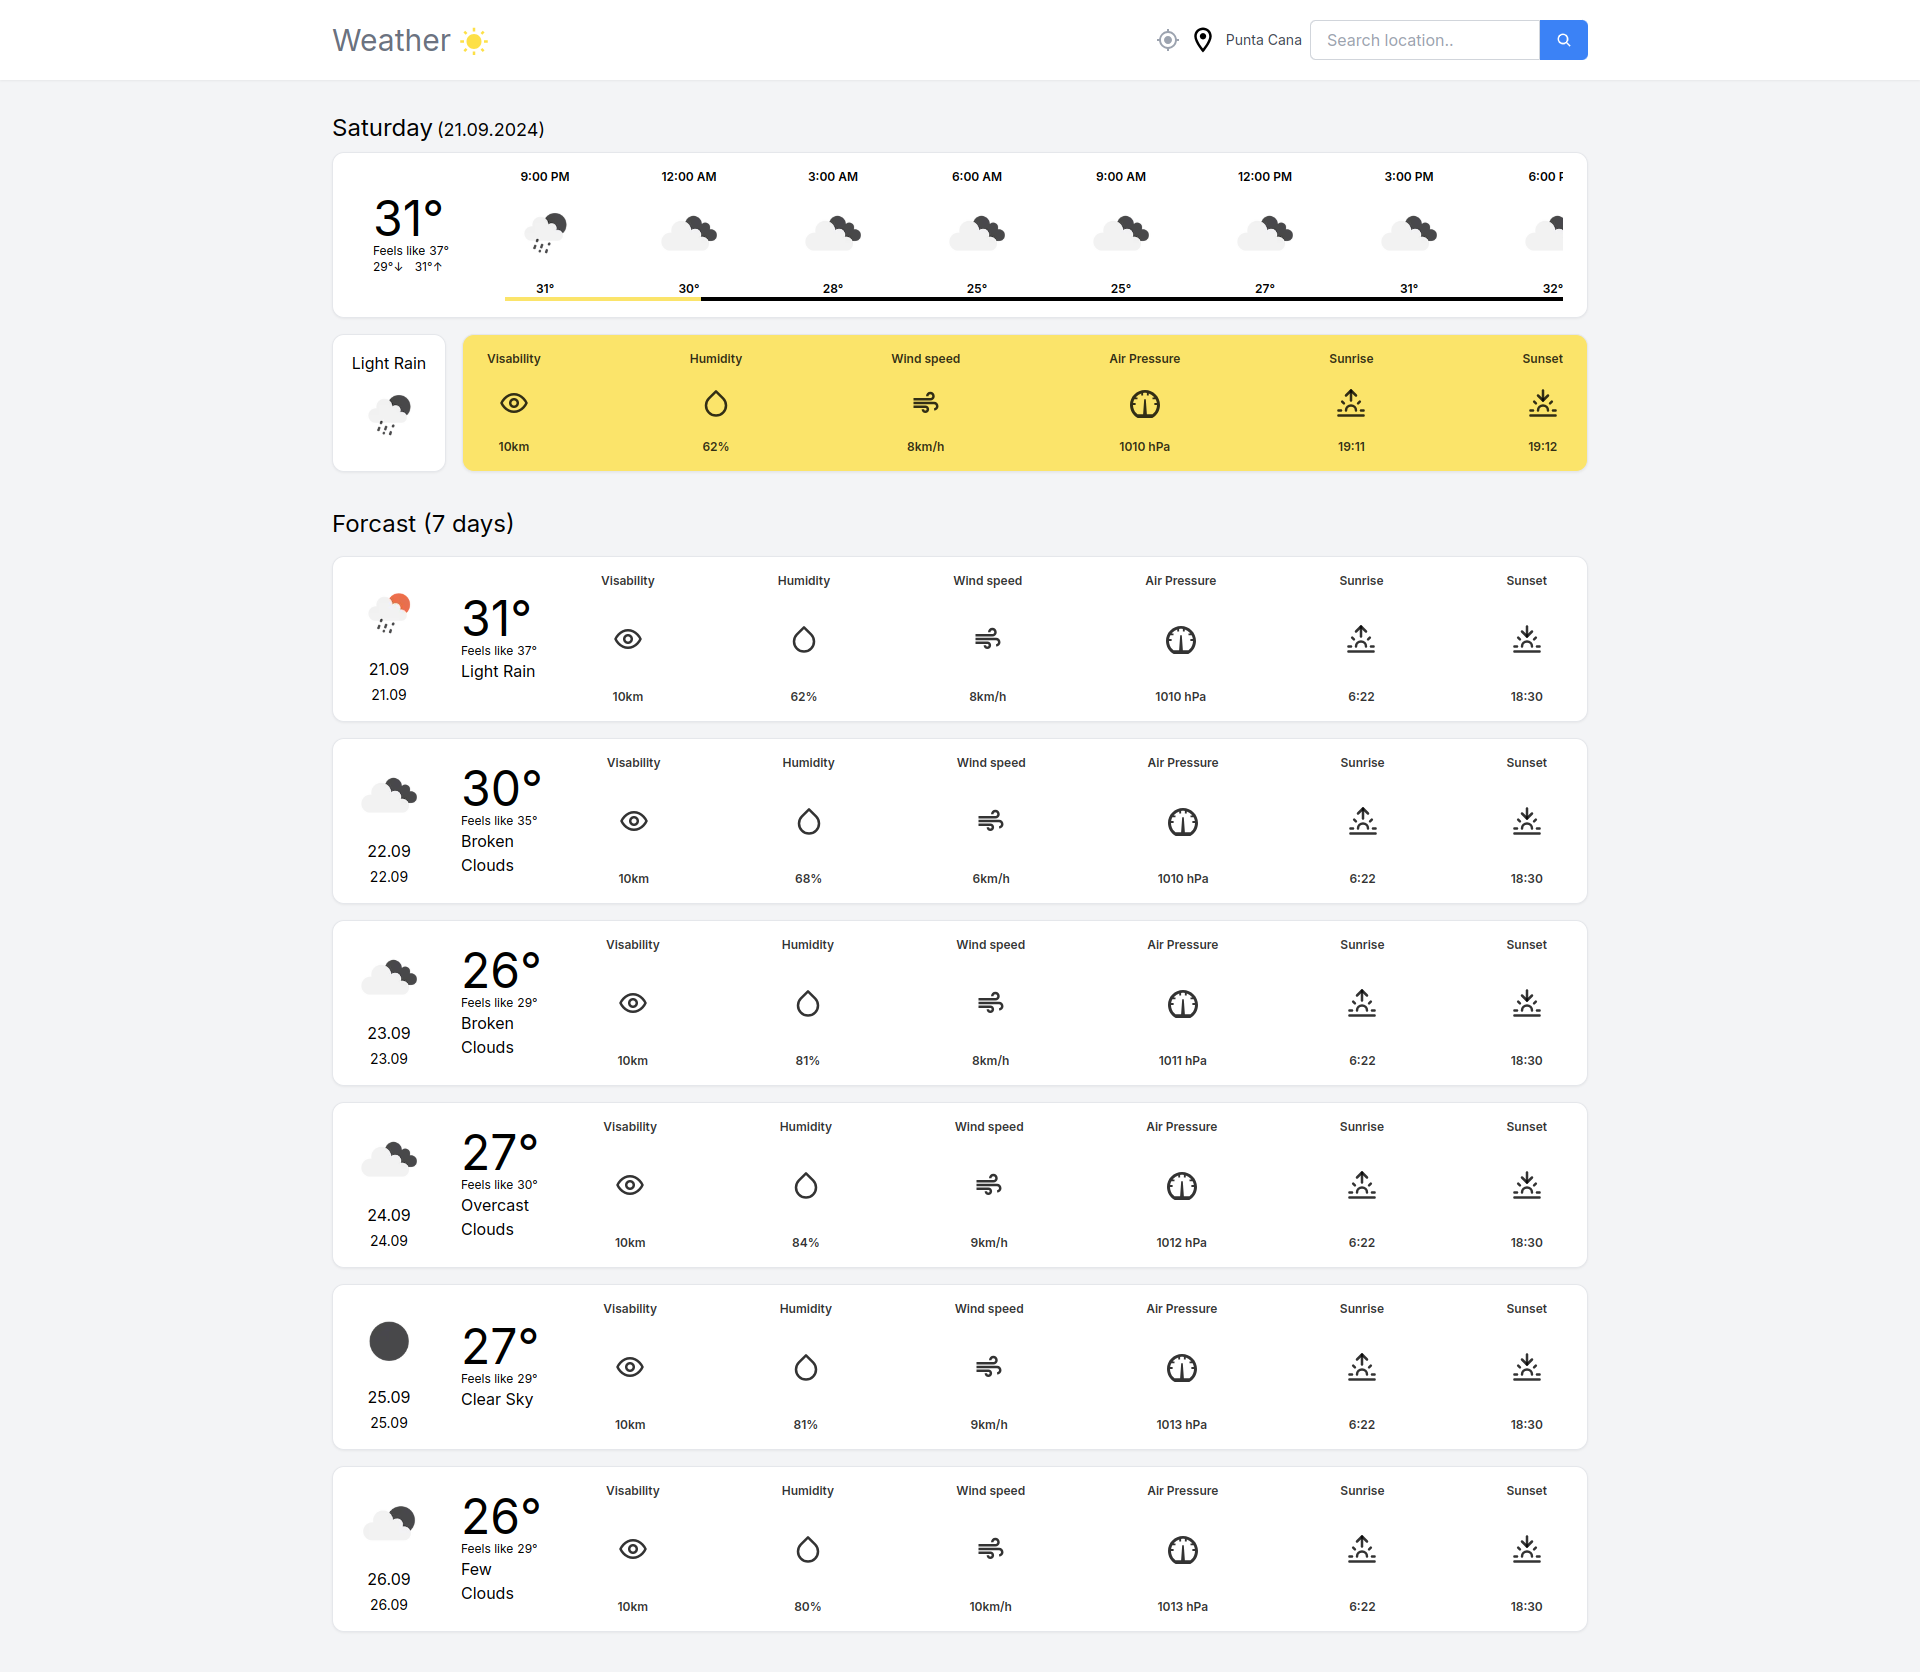 Weather
Punta Cana
Search location..
Saturday (21.09.2024)
9:00 PM 12:00 AM 3:00 AM 6:00 AM 9:00 AM 12:00 PM 3:00 PM 6:00 P
31°
Feels like 37°
29°↓ 31°↑
31° 30° 28° 25° 25° 27° 31° 32°
Light Rain
Visability Humidity Wind speed Air Pressure Sunrise Sunset
10km 62% 8km/h 1010 hPa 19:11 19:12
Forcast (7 days)
Visability Humidity Wind speed Air Pressure Sunrise Sunset
31°
Feels like 37°
Light Rain
21.09
21.09
10km 62% 8km/h 1010 hPa 6:22 18:30
Visability Humidity Wind speed Air Pressure Sunrise Sunset
30°
Feels like 35°
Broken
Clouds
22.09
22.09
10km 68% 6km/h 1010 hPa 6:22 18:30
Visability Humidity Wind speed Air Pressure Sunrise Sunset
26°
Feels like 29°
Broken
Clouds
23.09
23.09
10km 81% 8km/h 1011 hPa 6:22 18:30
Visability Humidity Wind speed Air Pressure Sunrise Sunset
27°
Feels like 30°
Overcast
Clouds
24.09
24.09
10km 84% 9km/h 1012 hPa 6:22 18:30
Visability Humidity Wind speed Air Pressure Sunrise Sunset
27°
Feels like 29°
Clear Sky
25.09
25.09
10km 81% 9km/h 1013 hPa 6:22 18:30
Visability Humidity Wind speed Air Pressure Sunrise Sunset
26°
Feels like 29°
Few
Clouds
26.09
26.09
10km 80% 10km/h 1013 hPa 6:22 18:30